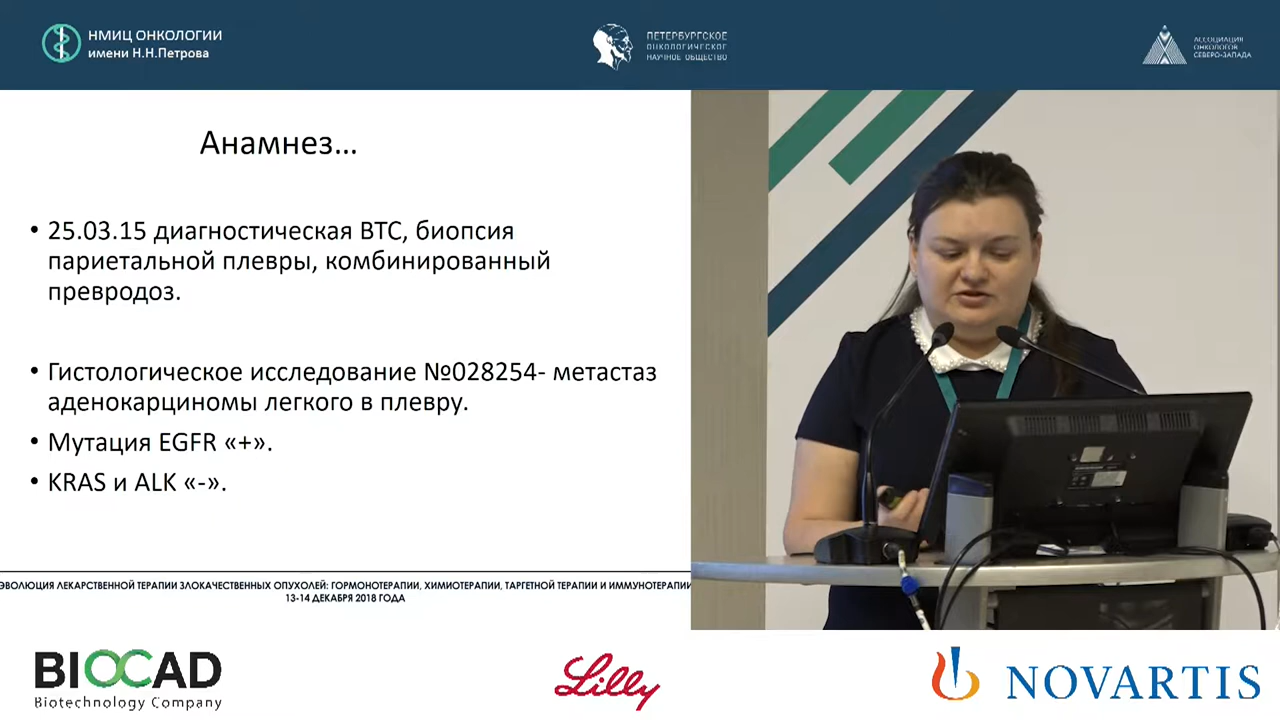 НМИЦ ОНКОЛОГИИ
имени Н.Н.Петрова
ПЕТЕРБУРГСКОЕ
ОНКОЛОГИЧЕСКОЕ
НАУЧНОЕ ОБЩЕСТВО
АССОЦИАЦИЯ
ОНКОЛОГОВ
СЕВЕРО-ЗАПАДА
Анамнез...
• 25.03.15 диагностическая ВТС, биопсия
париетальной плевры, комбинированный
превродоз.
• Гистологическое исследование №028254- метастаз
аденокарциномы легкого в плевру.
• Мутация EGFR «+».
• KRAS и ALK «-».
ЭВОЛЮЦИЯ ЛЕКАРСТВЕННОЙ ТЕРАПИИ ЗЛОКАЧЕСТВЕННЫХ ОПУХОЛЕЙ: ГОРМОНОТЕРАПИИ, ХИМИОТЕРАПИИ, ТАРГЕТНОЙ ТЕРАПИИ И ИММУНОТЕРАПИИ
13-14 ДЕКАБРЯ 2018 ГОДА
BIOCAD
Biotechnology Company
Lilly
NOVARTIS